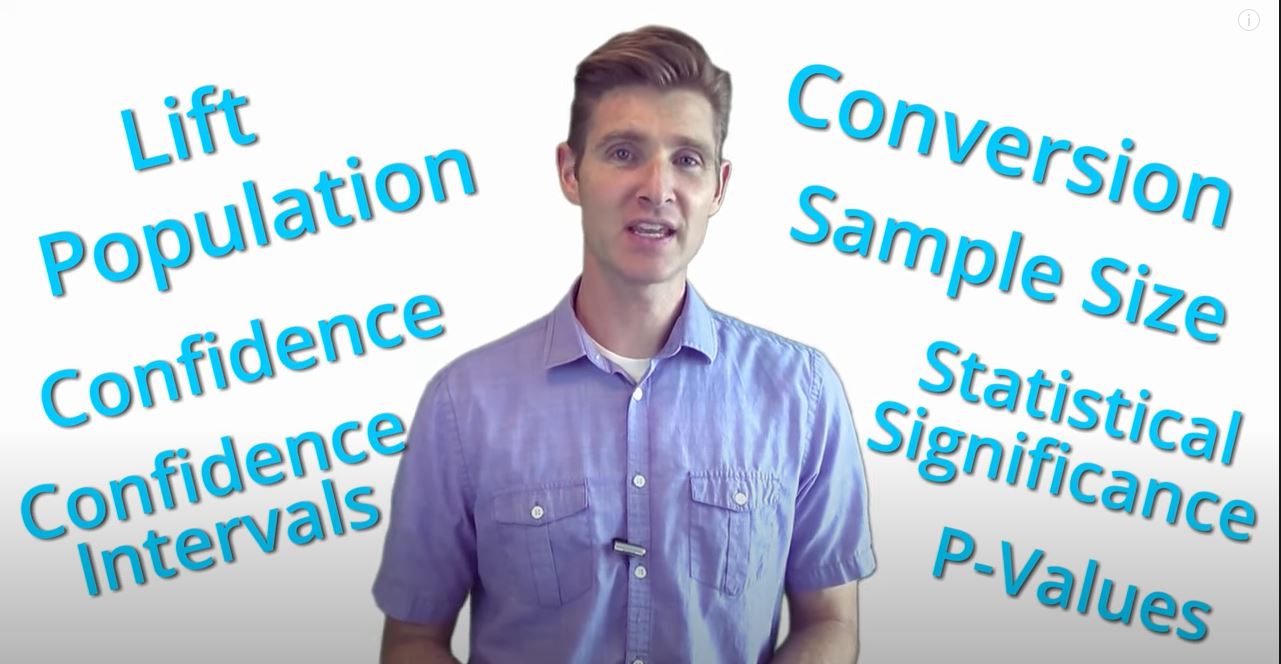 Lift
Population
Confidence
Confidence
Intervals
Conversion
Sample Size
Statistical
Significance
P-Values